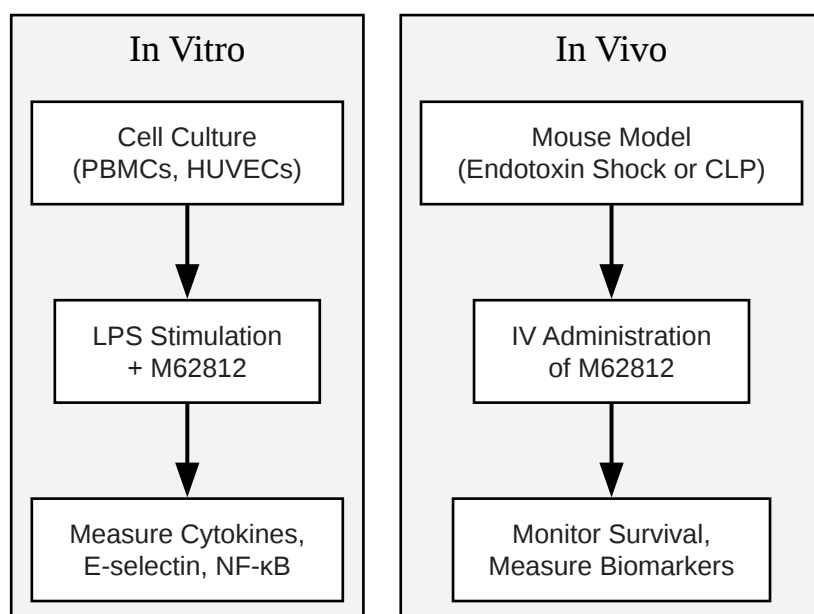 In Vitro
Cell Culture
(PBMCs, HUVECs)
LPS Stimulation
+ M62812
Measure Cytokines,
E-selectin, NF-κB
In Vivo
Mouse Model
(Endotoxin Shock or CLP)
IV Administration
of M62812
Monitor Survival,
Measure Biomarkers